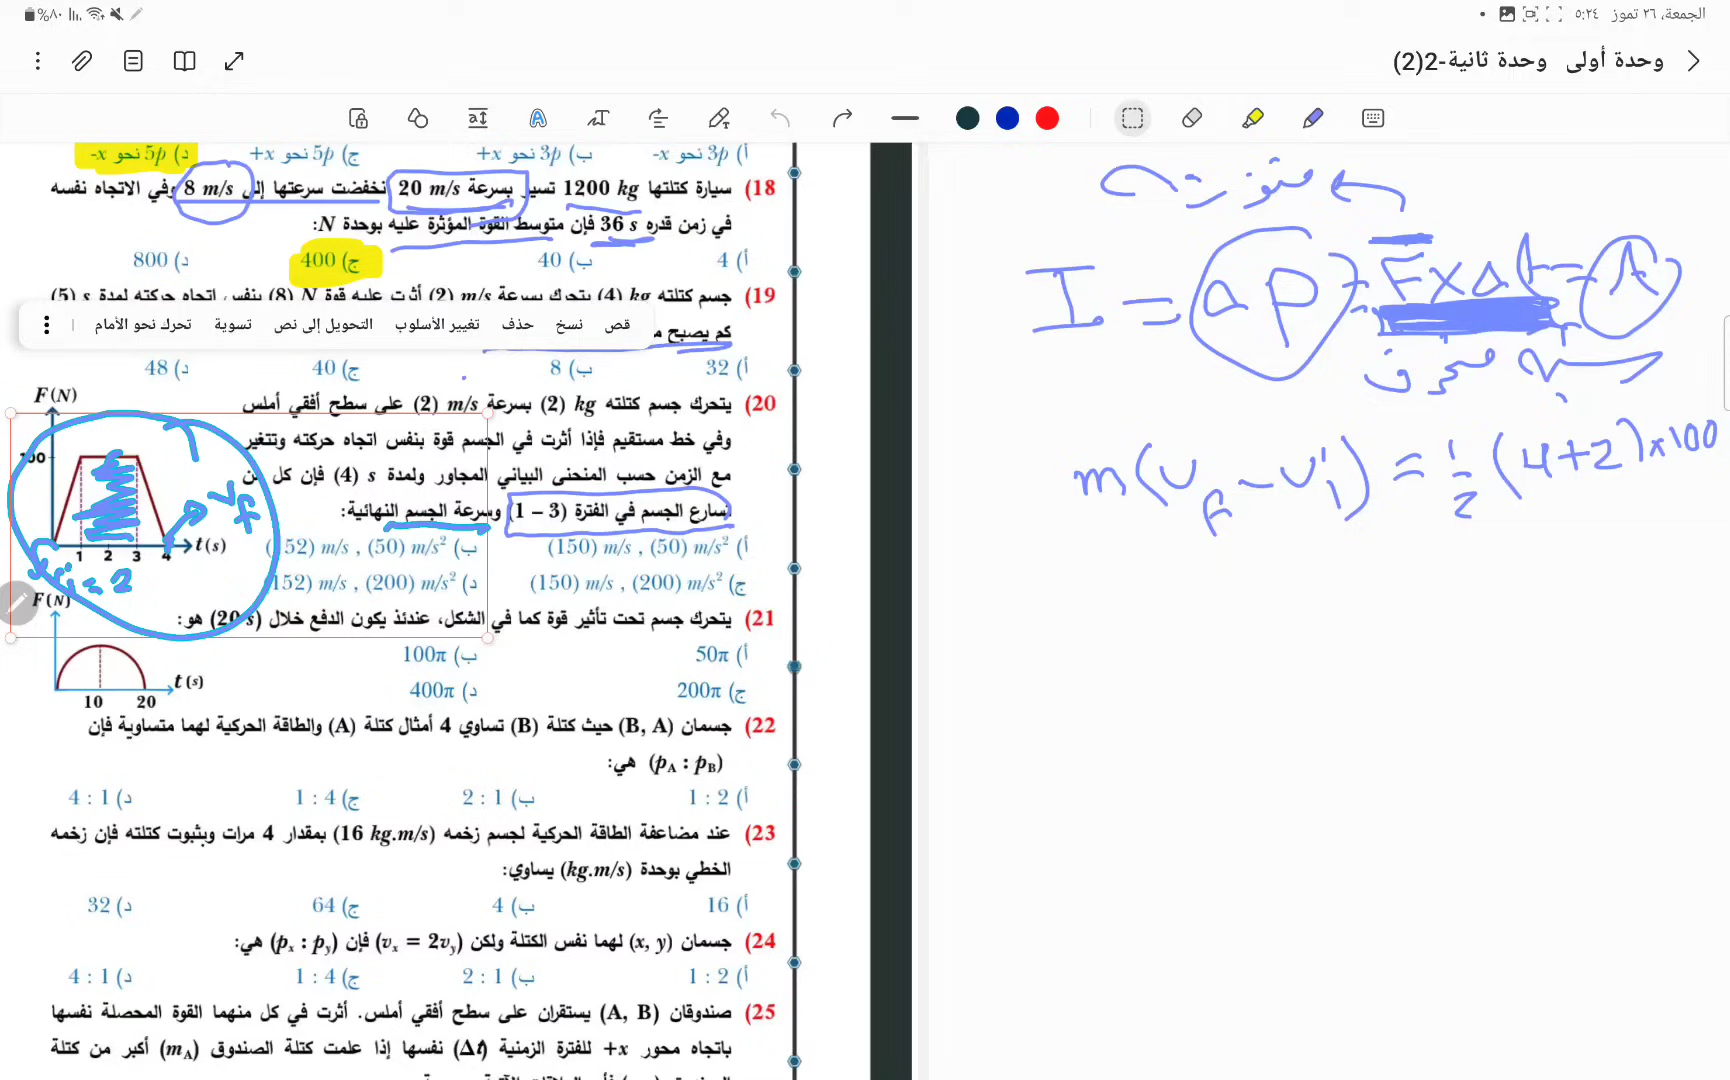 الجمعة، ٢٦ تموز ٥:٢٤
%٨٠
وحدة أولى وحدة ثانية-2(2)
أ) 3p نحو x- ب) 3p نحو x+ ج) 5p نحو x+ د) 5p نحو x-
18) سيارة كتلتها 1200 kg تسير بسرعة 20 m/s نخفضت سرعتها إلى 8 m/s وفي الاتجاه نفسه
في زمن قدره 36 s فإن متوسط القوة المؤثرة عليه بوحدة N:
أ) 4 ب) 40 ج) 400 د) 800
19) جسم كتلته kg (4) يتحرك بسرعة m/s (2) أثرت عليه قوة N (8) بنفس اتجاه حركته لمدة s (5)
كم يصبح
قص نسخ حذف تغيير الأسلوب التحويل إلى نص تسوية تحرك نحو الأمام
أ) 32 ب) 8 ج) 40 د) 48
20) يتحرك جسم كتلته kg (2) بسرعة m/s (2) على سطح أفقي أملس
وفي خط مستقيم فإذا أثرت في الجسم قوة بنفس اتجاه حركته وتتغير
مع الزمن حسب المنحنى البياني المجاور ولمدة s (4) فإن كل من
تسارع الجسم في الفترة (3 – 1) وسرعة الجسم النهائية:
أ) (150) m/s , (50) m/s² ب) (152) m/s , (50) m/s²
ج) (150) m/s , (200) m/s² د) (152) m/s , (200) m/s²
F(N)
100
1 2 3 4 t(s)
vf
vi = 2
21) يتحرك جسم تحت تأثير قوة كما في الشكل، عندئذ يكون الدفع خلال (20 s) هو:
أ) 50π ب) 100π
ج) 200π د) 400π
F(N)
10 20 t(s)
22) جسمان (B, A) حيث كتلة (B) تساوي 4 أمثال كتلة (A) والطاقة الحركية لهما متساوية فإن
(pA : pB) هي:
أ) 1 : 2 ب) 2 : 1 ج) 1 : 4 د) 4 : 1
23) عند مضاعفة الطاقة الحركية لجسم زخمه (16 kg.m/s) بمقدار 4 مرات وبثبوت كتلته فإن زخمه
الخطي بوحدة (kg.m/s) يساوي:
أ) 16 ب) 4 ج) 64 د) 32
24) جسمان (x, y) لهما نفس الكتلة ولكن (vx = 2vy) فإن (px : py) هي:
أ) 1 : 2 ب) 2 : 1 ج) 1 : 4 د) 4 : 1
25) صندوقان (A, B) يستقران على سطح أفقي أملس. أثرت في كل منهما القوة المحصلة نفسها
باتجاه محور x+ للفترة الزمنية (Δt) نفسها إذا علمت كتلة الصندوق (mA) أكبر من كتلة
I = ΔP = F×Δt = A
m(vf − vi) = 1/2 (4+2)×100